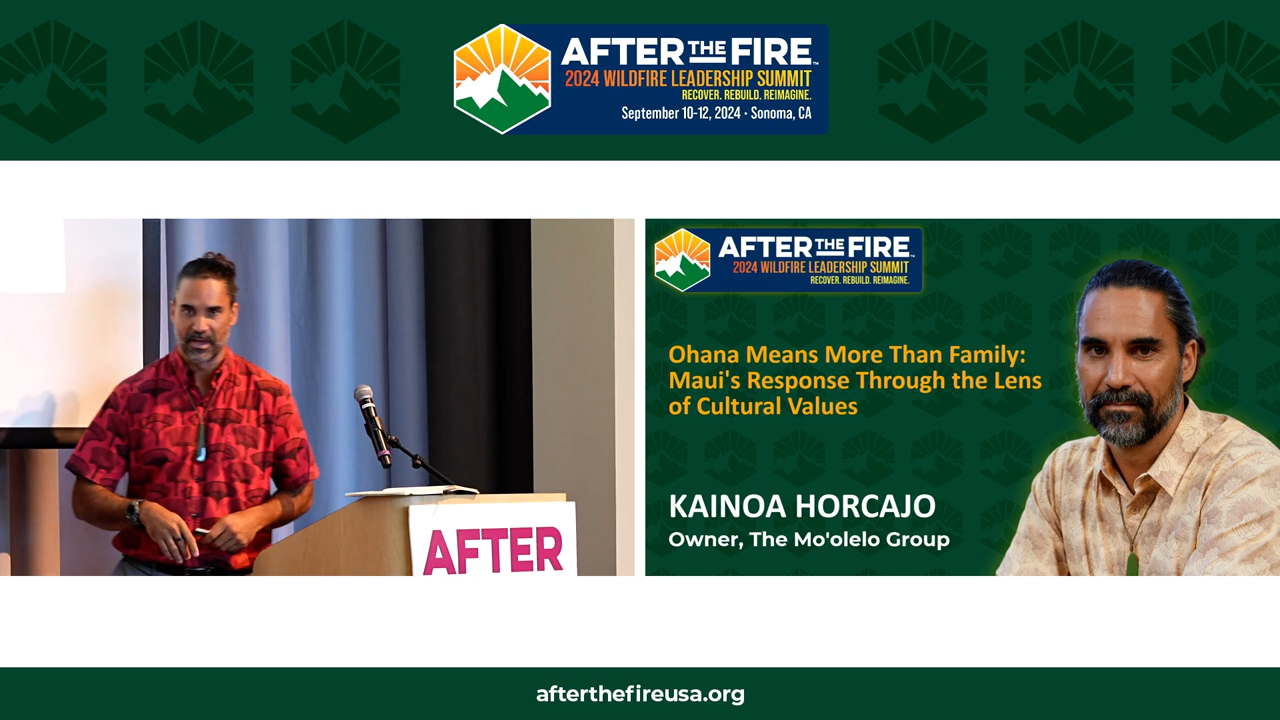 AFTER THE FIRE™
2024 WILDFIRE LEADERSHIP SUMMIT
RECOVER. REBUILD. REIMAGINE.
September 10-12, 2024 · Sonoma, CA
AFTER
AFTER THE FIRE™
2024 WILDFIRE LEADERSHIP SUMMIT
RECOVER. REBUILD. REIMAGINE.
Ohana Means More Than Family:
Maui's Response Through the Lens
of Cultural Values
KAINOA HORCAJO
Owner, The Mo'olelo Group
afterthefireusa.org